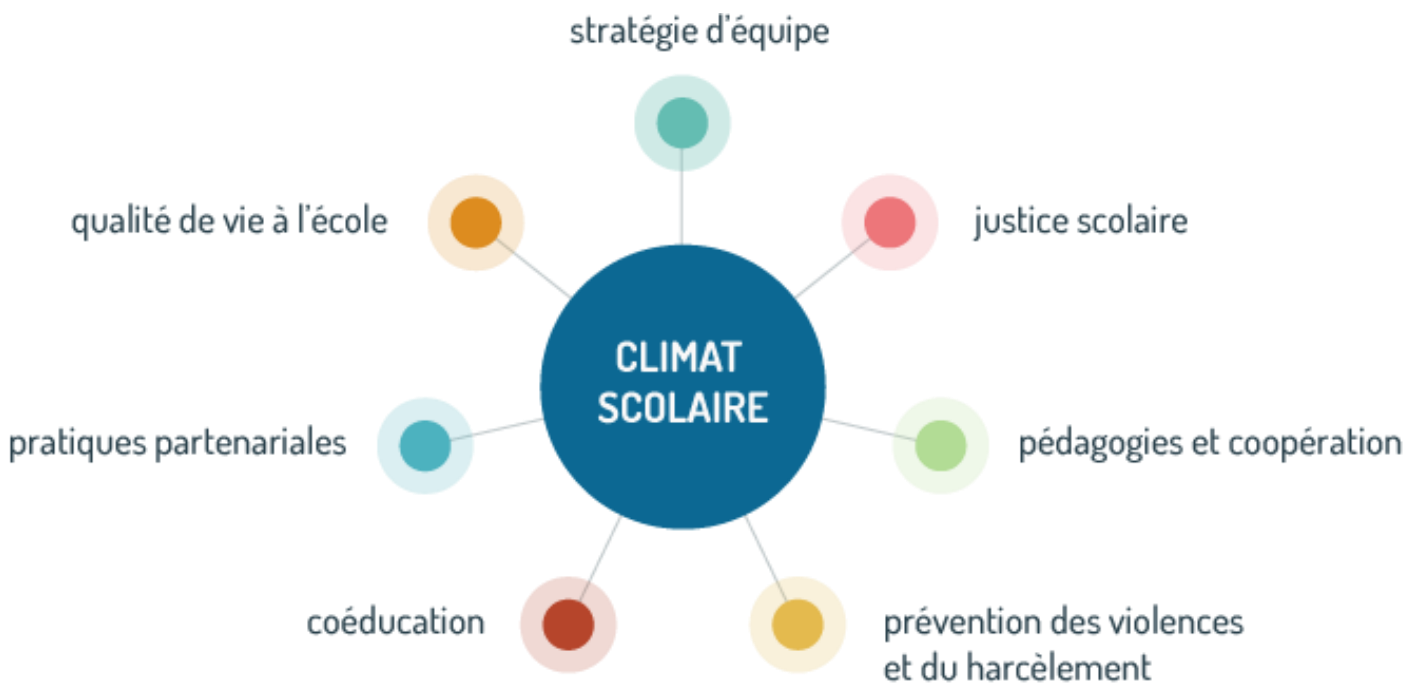 stratégie d'équipe
qualité de vie à l'école
justice scolaire
CLIMAT
SCOLAIRE
pratiques partenariales
pédagogies et coopération
coéducation
prévention des violences
et du harcèlement